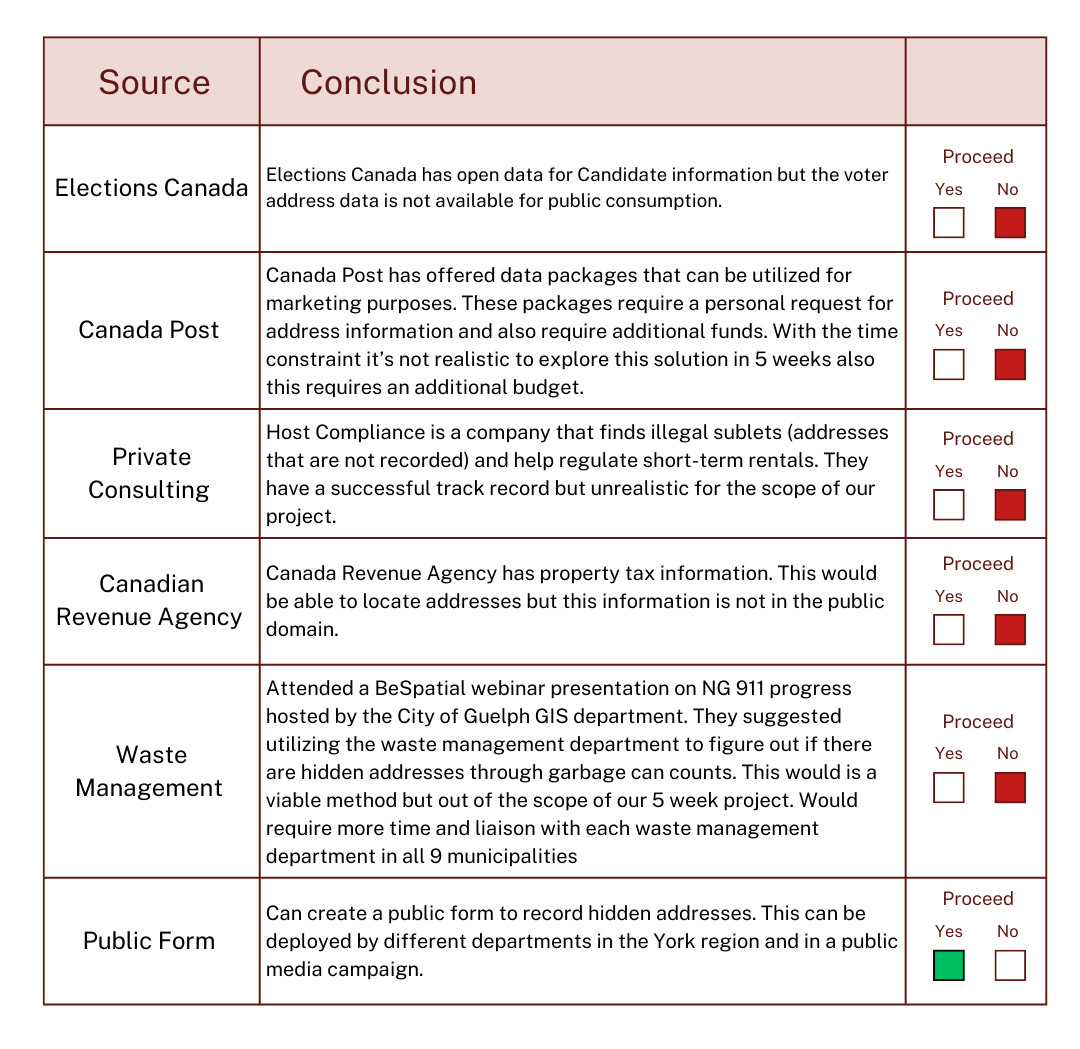 Source
Conclusion
Elections Canada
Elections Canada has open data for Candidate information but the voter
address data is not available for public consumption.
Proceed
Yes No
Canada Post
Canada Post has offered data packages that can be utilized for
marketing purposes. These packages require a personal request for
address information and also require additional funds. With the time
constraint it’s not realistic to explore this solution in 5 weeks also
this requires an additional budget.
Proceed
Yes No
Private
Consulting
Host Compliance is a company that finds illegal sublets (addresses
that are not recorded) and help regulate short-term rentals. They
have a successful track record but unrealistic for the scope of our
project.
Proceed
Yes No
Canadian
Revenue Agency
Canada Revenue Agency has property tax information. This would
be able to locate addresses but this information is not in the public
domain.
Proceed
Yes No
Waste
Management
Attended a BeSpatial webinar presentation on NG 911 progress
hosted by the City of Guelph GIS department. They suggested
utilizing the waste management department to figure out if there
are hidden addresses through garbage can counts. This would is a
viable method but out of the scope of our 5 week project. Would
require more time and liaison with each waste management
department in all 9 municipalities
Proceed
Yes No
Public Form
Can create a public form to record hidden addresses. This can be
deployed by different departments in the York region and in a public
media campaign.
Proceed
Yes No